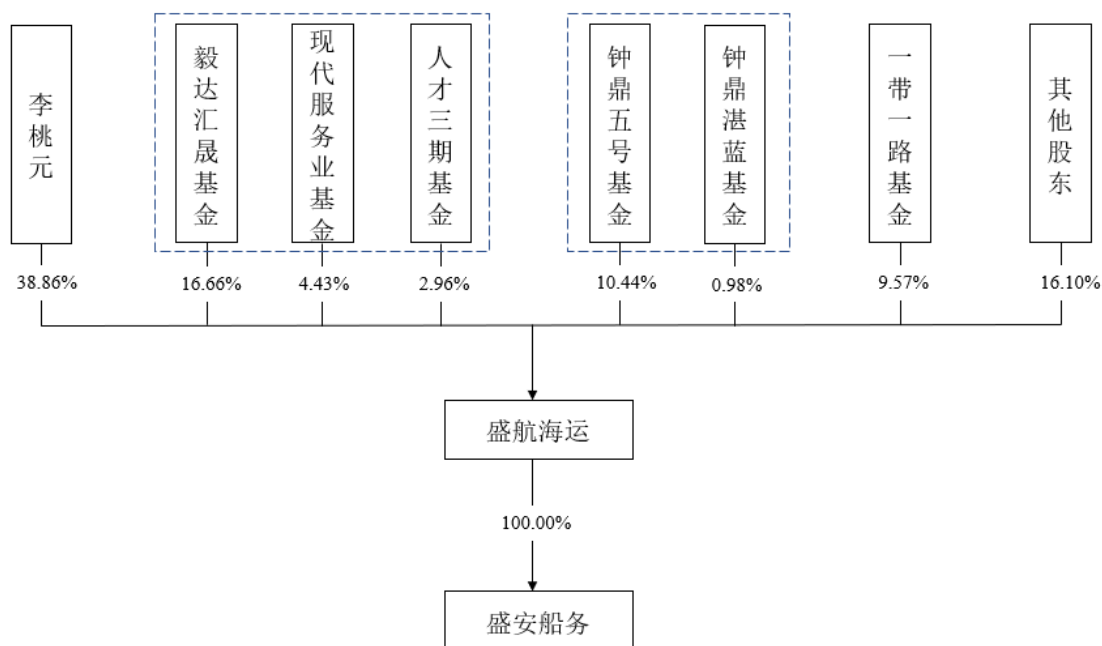 李桃元
毅达汇晟基金
现代服务业基金
人才三期基金
钟鼎五号基金
钟鼎湛蓝基金
一带一路基金
其他股东
38.86%
16.66%
4.43%
2.96%
10.44%
0.98%
9.57%
16.10%
盛航海运
100.00%
盛安船务